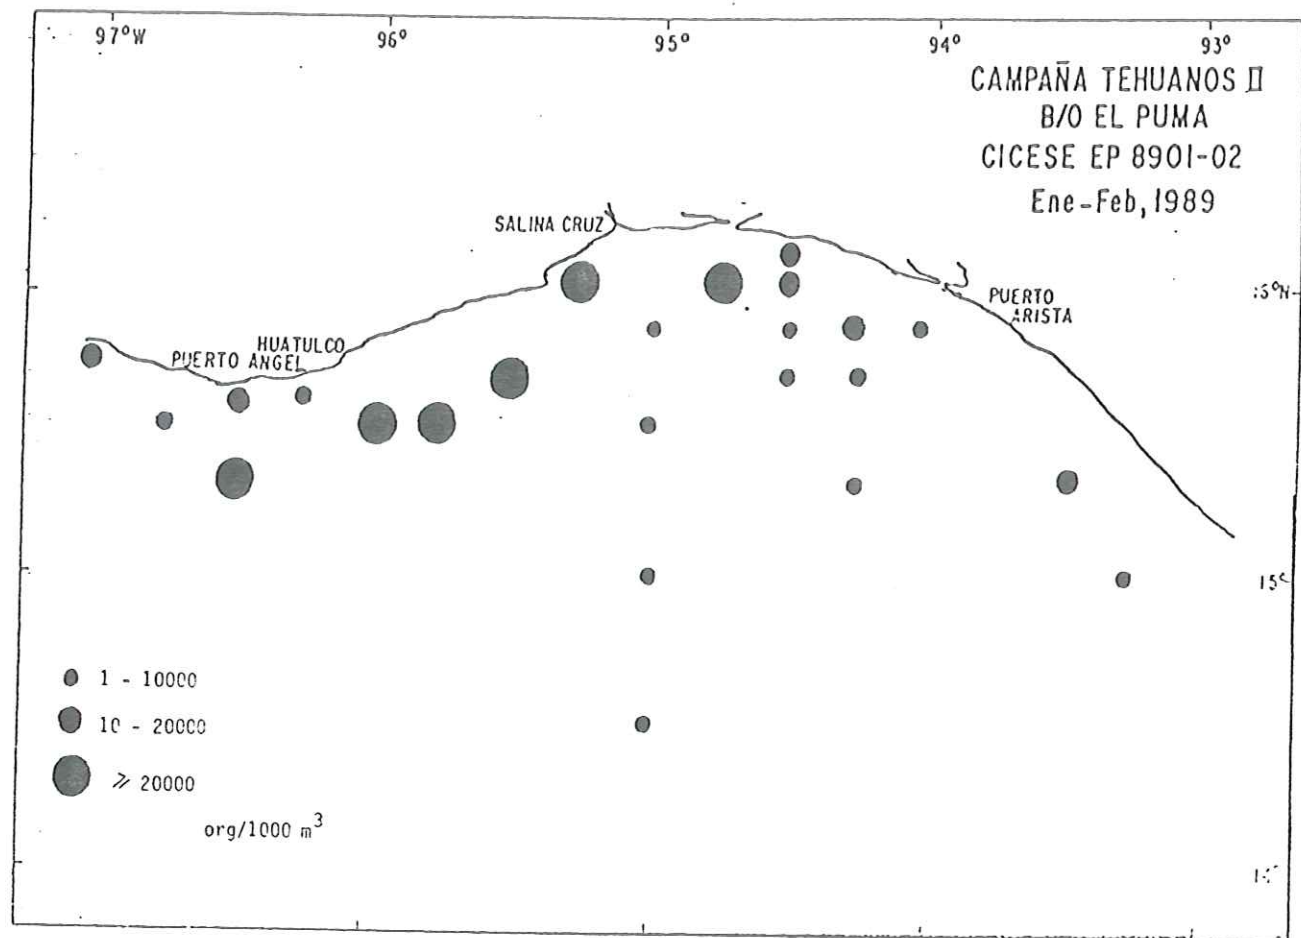 97°W 96° 95° 94° 93°
CAMPAÑA TEHUANOS II
B/O EL PUMA
CICESE EP 8901-02
Ene-Feb, 1989
SALINA CRUZ
PUERTO
ARISTA
HUATULCO
PUERTO ANGEL
15°
1 - 10000
10 - 20000
⩾ 20000
org/1000 m³